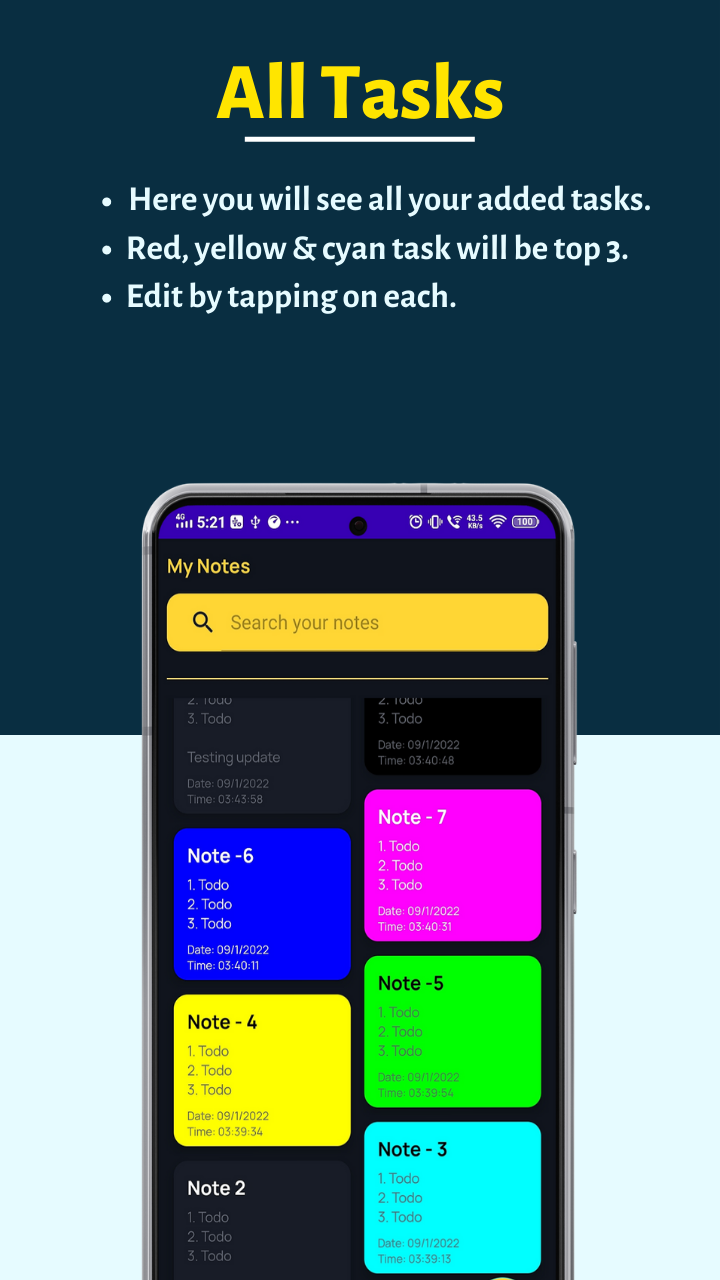 All Tasks
• Here you will see all your added tasks.
• Red, yellow & cyan task will be top 3.
• Edit by tapping on each.
4G 5:21 ··· 43.5 KB/s 100
My Notes
Search your notes
2. Todo
3. Todo
Testing update
Date: 09/1/2022
Time: 03:43:58
2. Todo
3. Todo
Date: 09/1/2022
Time: 03:40:48
Note - 7
1. Todo
2. Todo
3. Todo
Date: 09/1/2022
Time: 03:40:31
Note -6
1. Todo
2. Todo
3. Todo
Date: 09/1/2022
Time: 03:40:11
Note -5
1. Todo
2. Todo
3. Todo
Date: 09/1/2022
Time: 03:39:54
Note - 4
1. Todo
2. Todo
3. Todo
Date: 09/1/2022
Time: 03:39:34
Note - 3
1. Todo
2. Todo
3. Todo
Date: 09/1/2022
Time: 03:39:13
Note 2
1. Todo
2. Todo
3. Todo